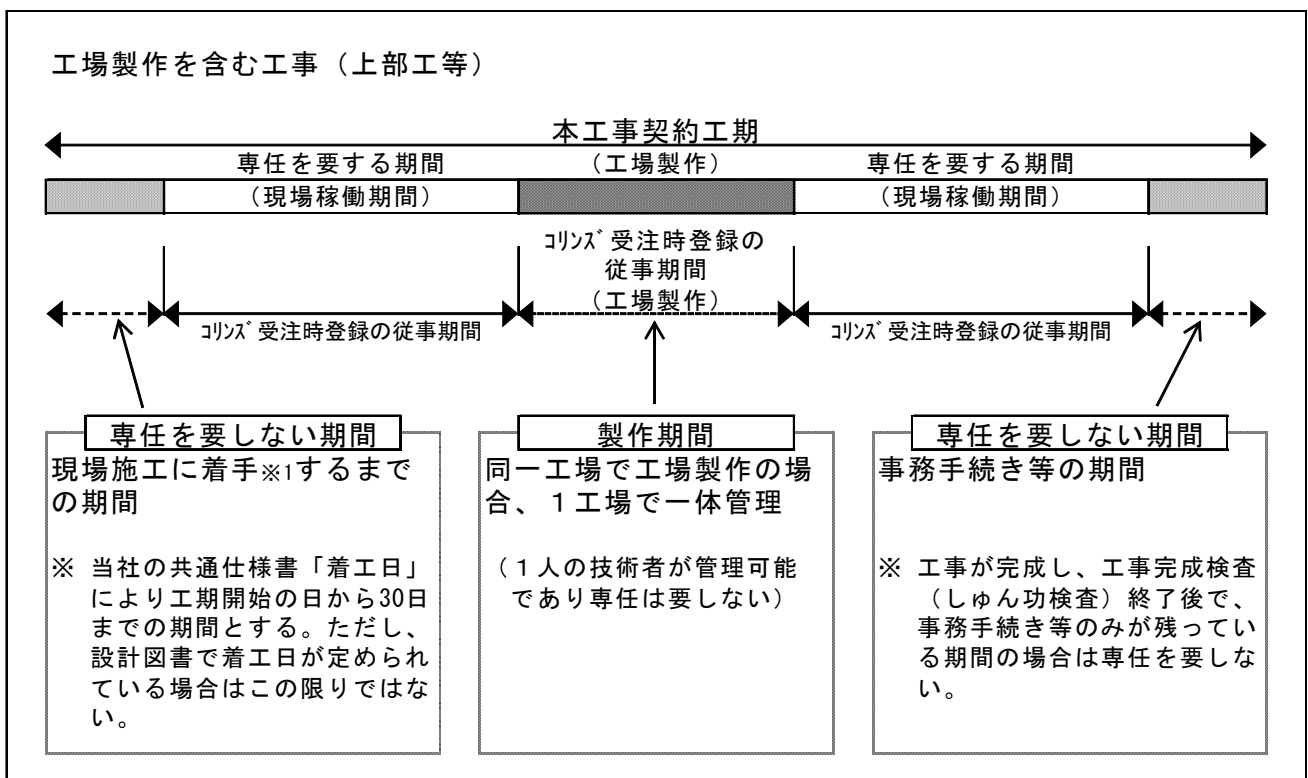 工場製作を含む工事（上部工等）
本工事契約工期
専任を要する期間
（工場製作）
専任を要する期間
（現場稼働期間）
（現場稼働期間）
ｺﾘﾝｽﾞ受注時登録の
従事期間
（工場製作）
ｺﾘﾝｽﾞ受注時登録の従事期間
ｺﾘﾝｽﾞ受注時登録の従事期間
専任を要しない期間
現場施工に着手※1するまで
の期間
※ 当社の共通仕様書「着工日」
により工期開始の日から30日
までの期間とする。ただし、
設計図書で着工日が定められ
ている場合はこの限りではな
い。
製作期間
同一工場で工場製作の場
合、１工場で一体管理
（１人の技術者が管理可能
であり専任は要しない）
専任を要しない期間
事務手続き等の期間
※ 工事が完成し、工事完成検査
（しゅん功検査）終了後で、
事務手続き等のみが残ってい
る期間の場合は専任を要しな
い。